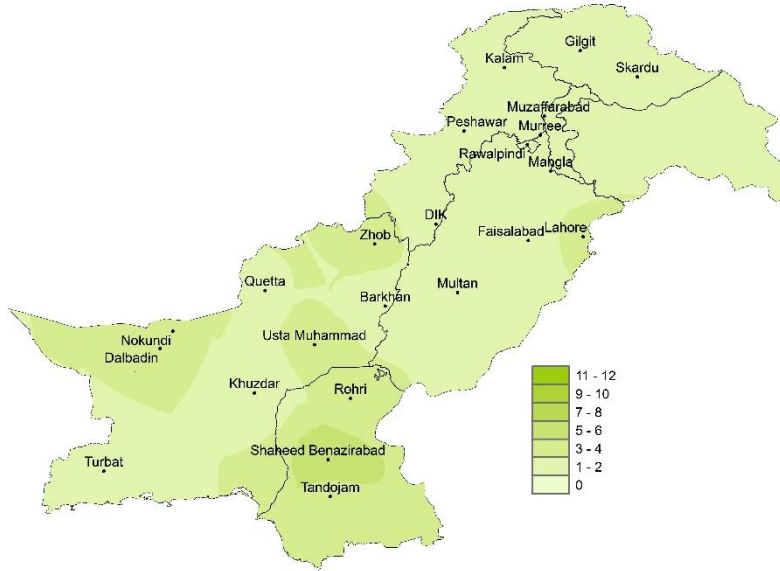 Gilgit
Kalam
Skardu
Muzaffarabad
Peshawar
Murree
Rawalpindi
Mangla
DIK
Zhob
Faisalabad
Lahore
Quetta
Barkhan
Multan
Nokundi
Usta Muhammad
Dalbadin
Khuzdar
Rohri
Shaheed Benazirabad
Turbat
Tandojam
11 - 12
9 - 10
7 - 8
5 - 6
3 - 4
1 - 2
0